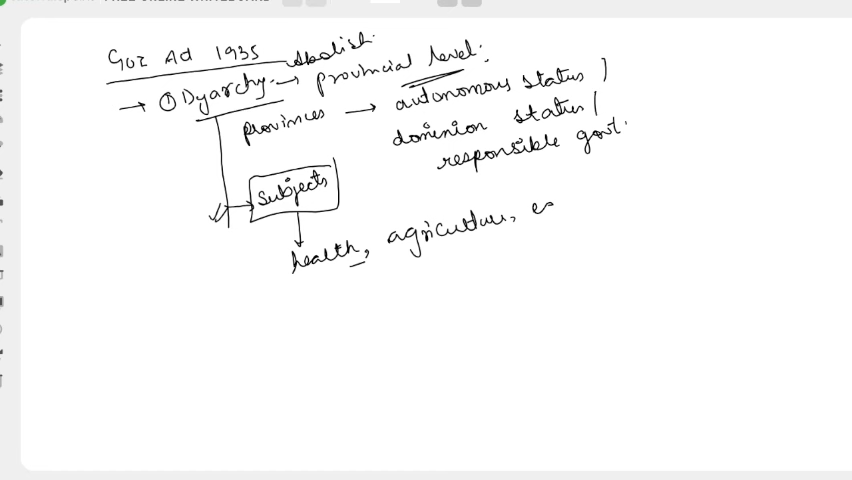 GOI Act 1935
Abolish.
→ ① Dyarchy → provincial level.
provinces → autonomous status /
dominion status /
responsible govt.
Subjects
health, agriculture, e